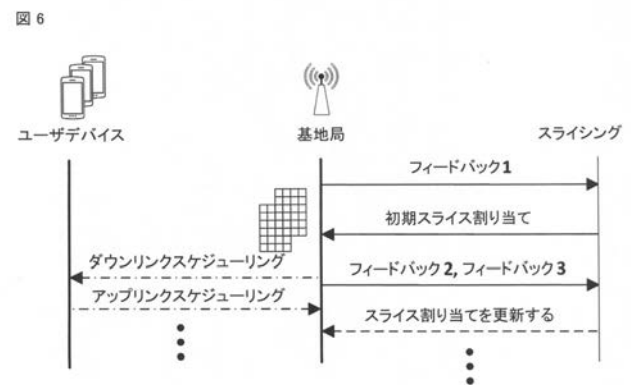 図 6
ユーザデバイス
基地局
スライシング
フィードバック1
初期スライス割り当て
ダウンリンクスケジューリング
フィードバック2, フィードバック3
アップリンクスケジューリング
スライス割り当てを更新する